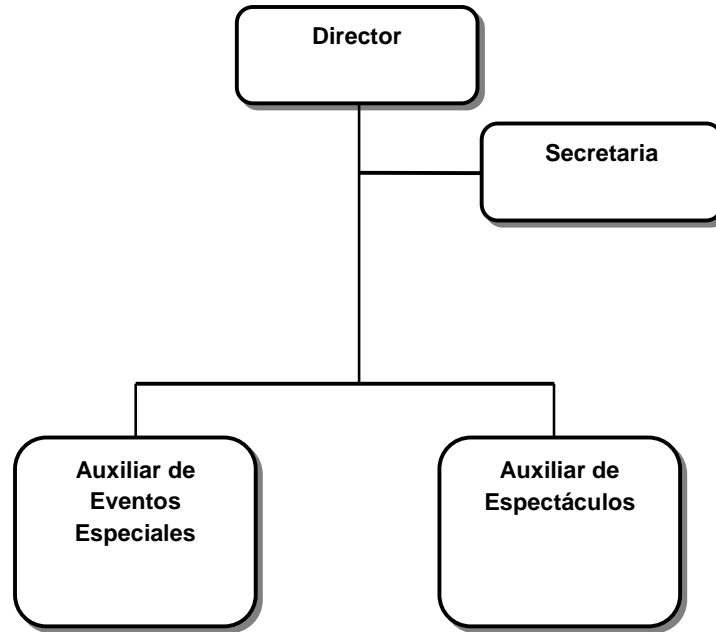 Director
Secretaria
Auxiliar de
Eventos
Especiales
Auxiliar de
Espectáculos